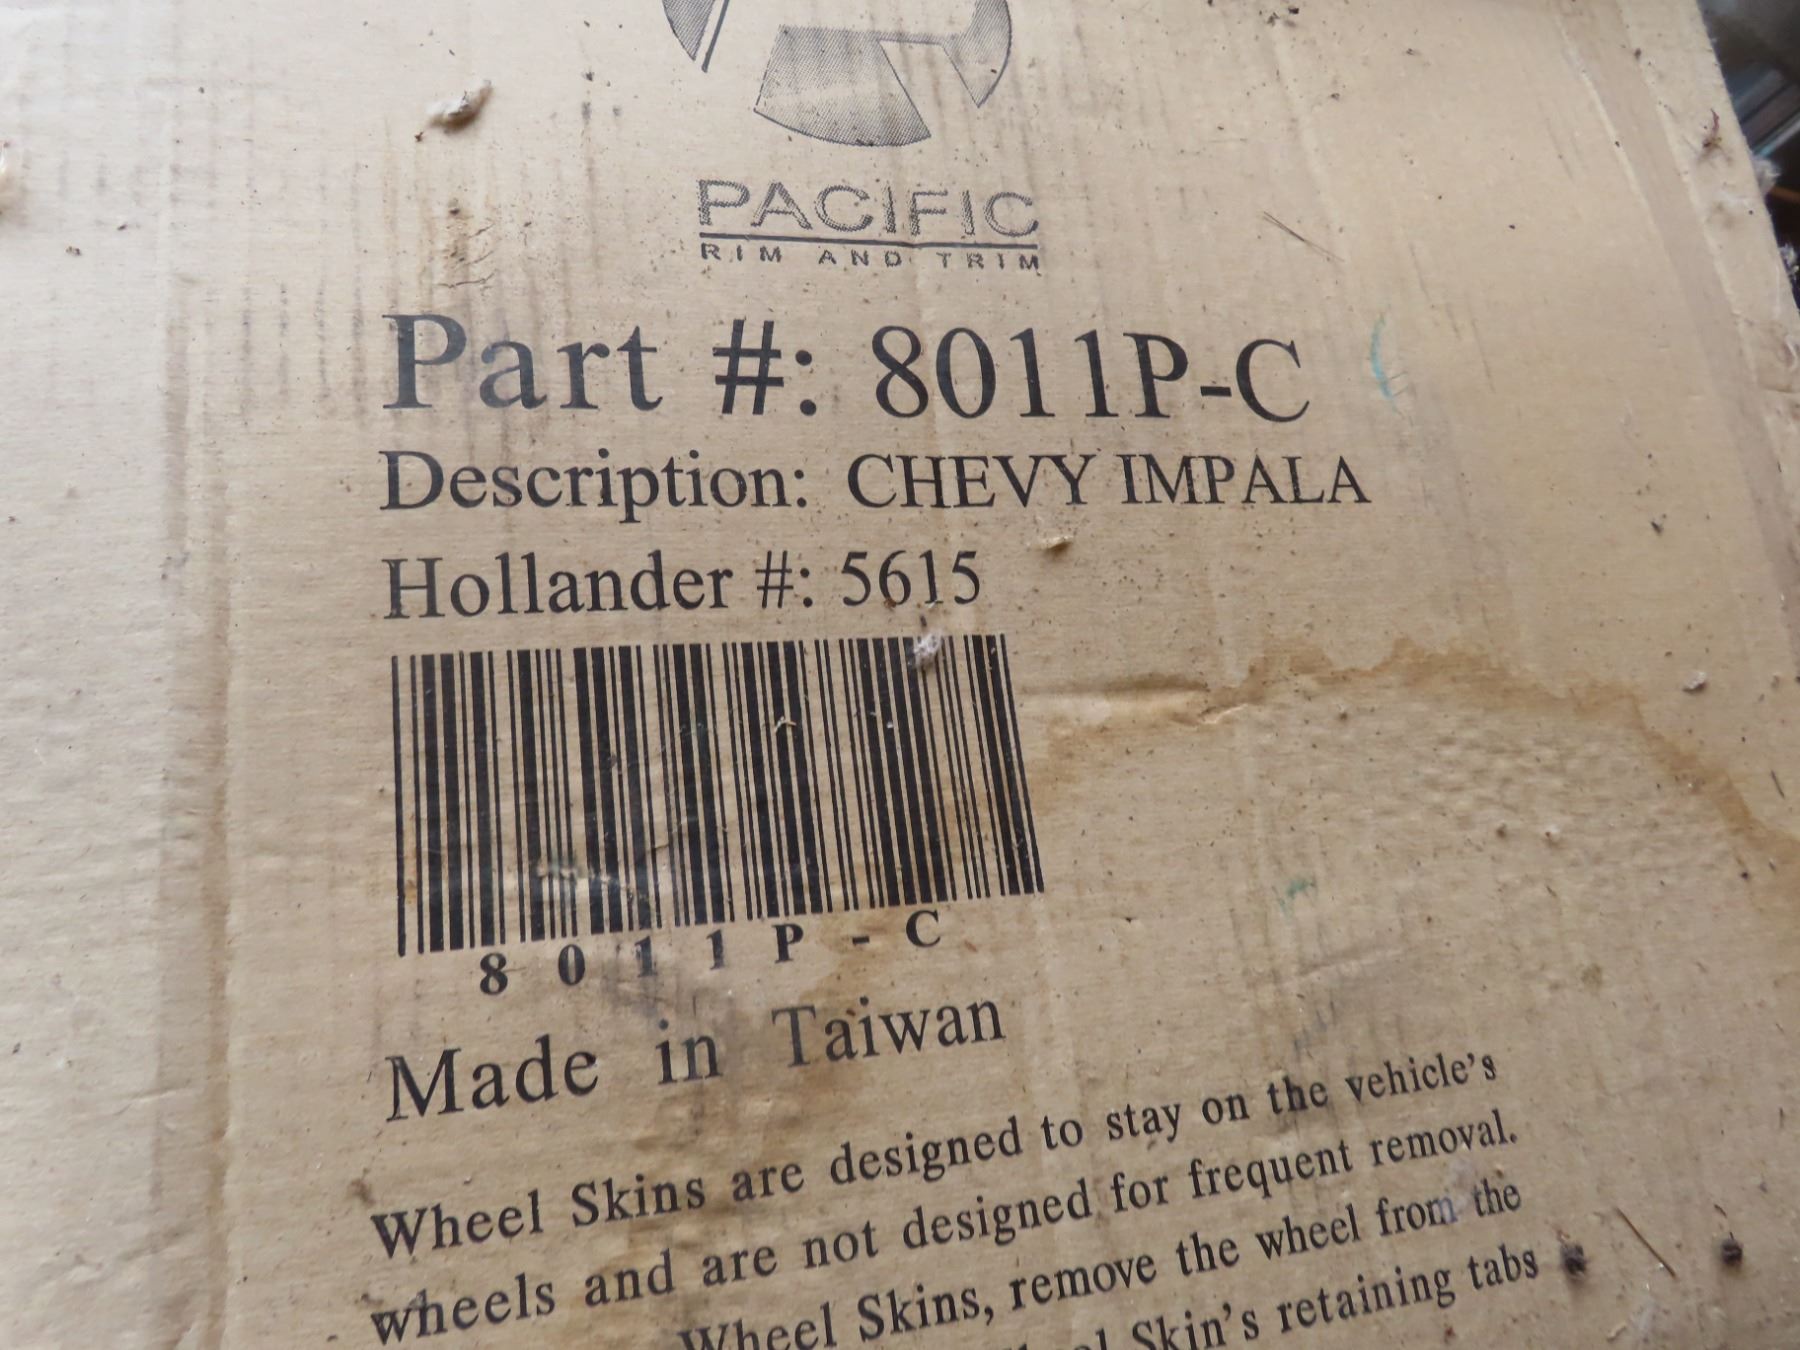 PACIFIC
RIM AND TRIM
Part #: 8011P-C
Description: CHEVY IMPALA
Hollander #: 5615
8011P-C
Made in Taiwan
Wheel Skins are designed to stay on the vehicle's
wheels and are not designed for frequent removal.
Wheel Skins, remove the wheel from the
Skin's retaining tabs